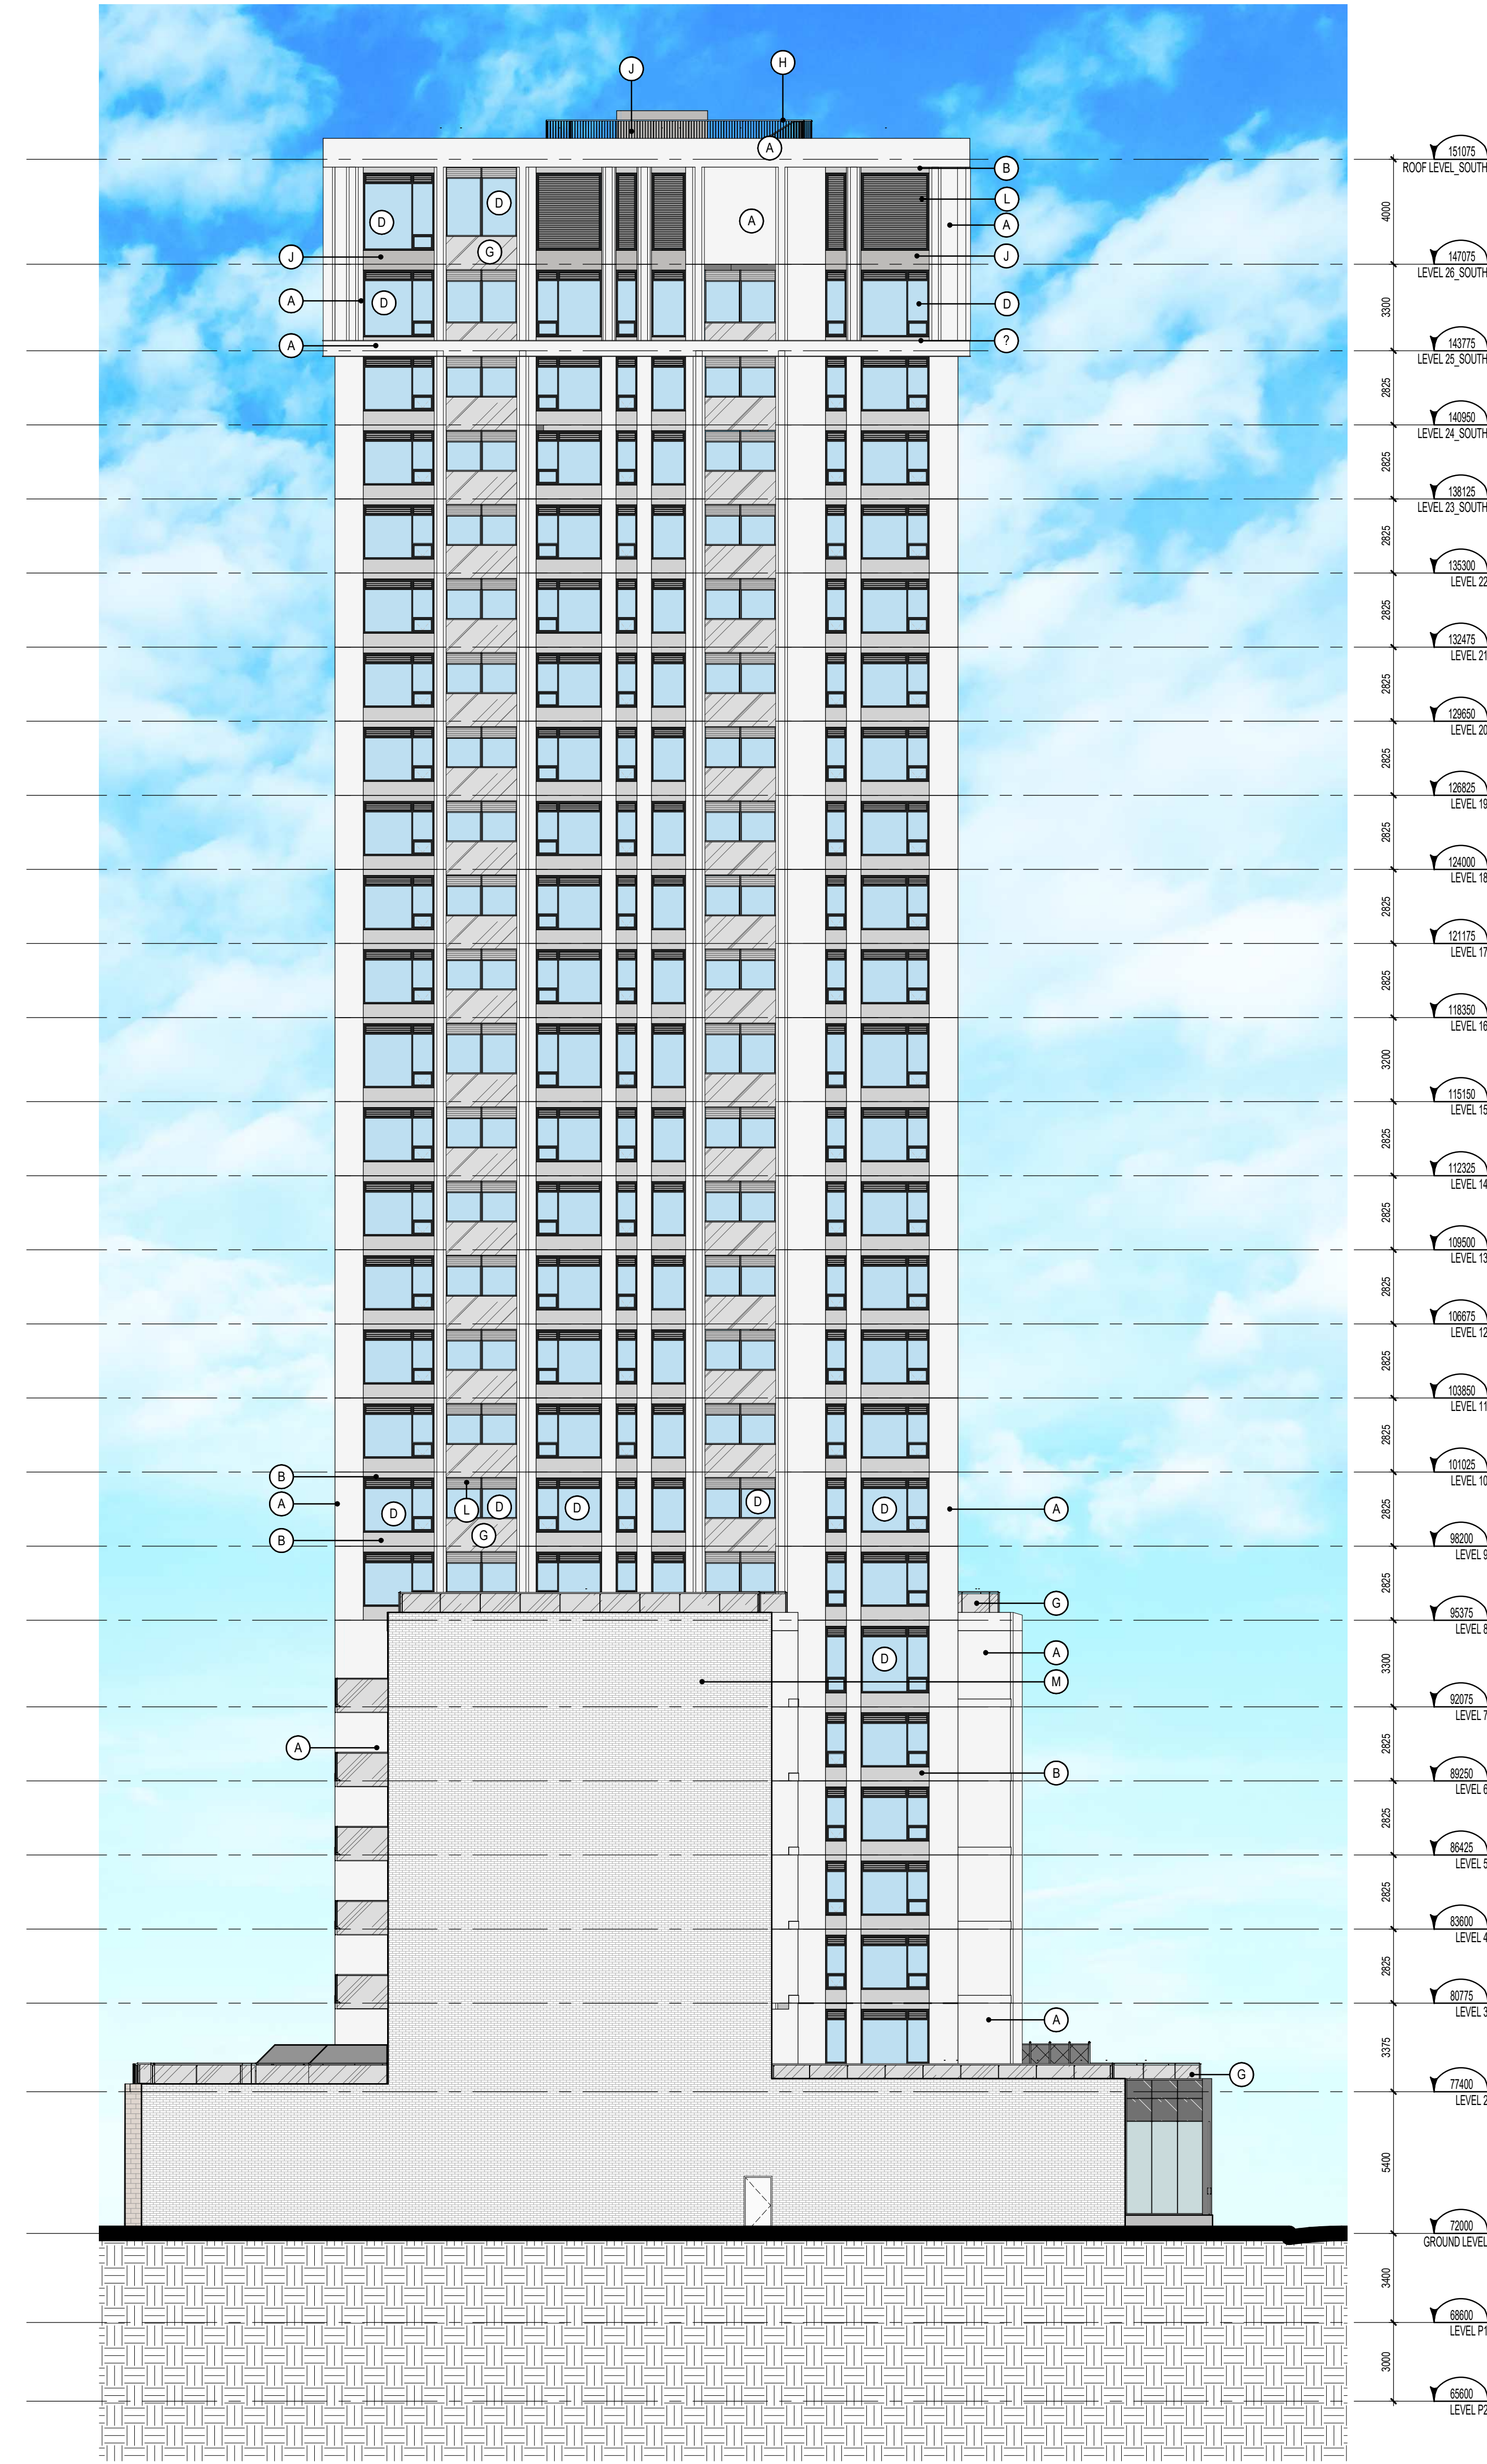 J
H
A
151075
ROOF LEVEL_SOUTH
B
L
D
D
A
A
4000
G
J
J
147075
LEVEL 26_SOUTH
A
D
D
3300
A
?
143775
LEVEL 25_SOUTH
2825
140950
LEVEL 24_SOUTH
2825
138125
LEVEL 23_SOUTH
2825
135300
LEVEL 22
2825
132475
LEVEL 21
2825
129650
LEVEL 20
2825
126825
LEVEL 19
2825
124000
LEVEL 18
2825
121175
LEVEL 17
2825
118350
LEVEL 16
3200
115150
LEVEL 15
2825
112325
LEVEL 14
2825
109500
LEVEL 13
2825
106675
LEVEL 12
2825
103850
LEVEL 11
2825
101025
LEVEL 10
B
A
D
L
D
D
D
D
A
2825
B
G
98200
LEVEL 9
2825
G
95375
LEVEL 8
A
D
3300
M
92075
LEVEL 7
A
2825
B
89250
LEVEL 6
2825
86425
LEVEL 5
2825
83600
LEVEL 4
2825
80775
LEVEL 3
A
3375
G
77400
LEVEL 2
5400
72000
GROUND LEVEL
3400
68600
LEVEL P1
3000
65600
LEVEL P2